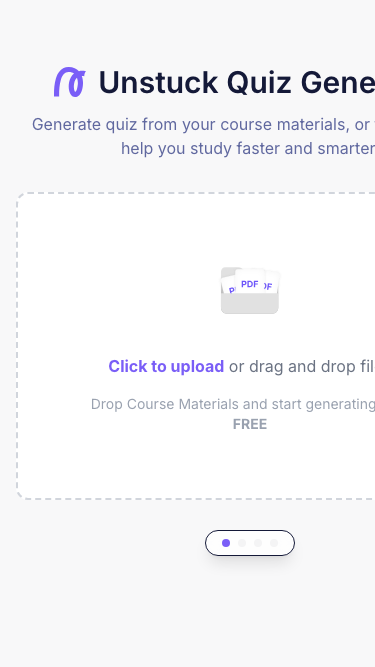 Unstuck Quiz Gene
Generate quiz from your course materials, or
help you study faster and smarter
PDF
Click to upload or drag and drop fil
Drop Course Materials and start generating
FREE